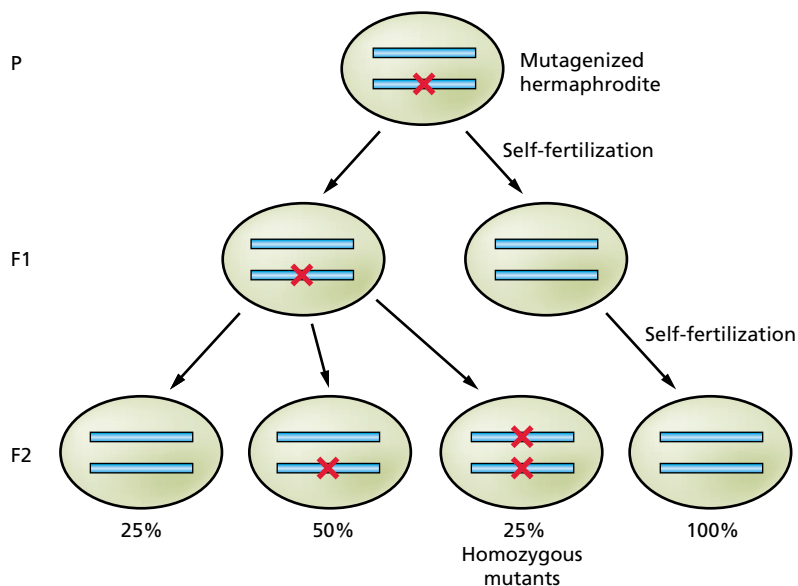 P
Mutagenized
hermaphrodite
Self-fertilization
F1
Self-fertilization
F2
25%
50%
25%
Homozygous
mutants
100%